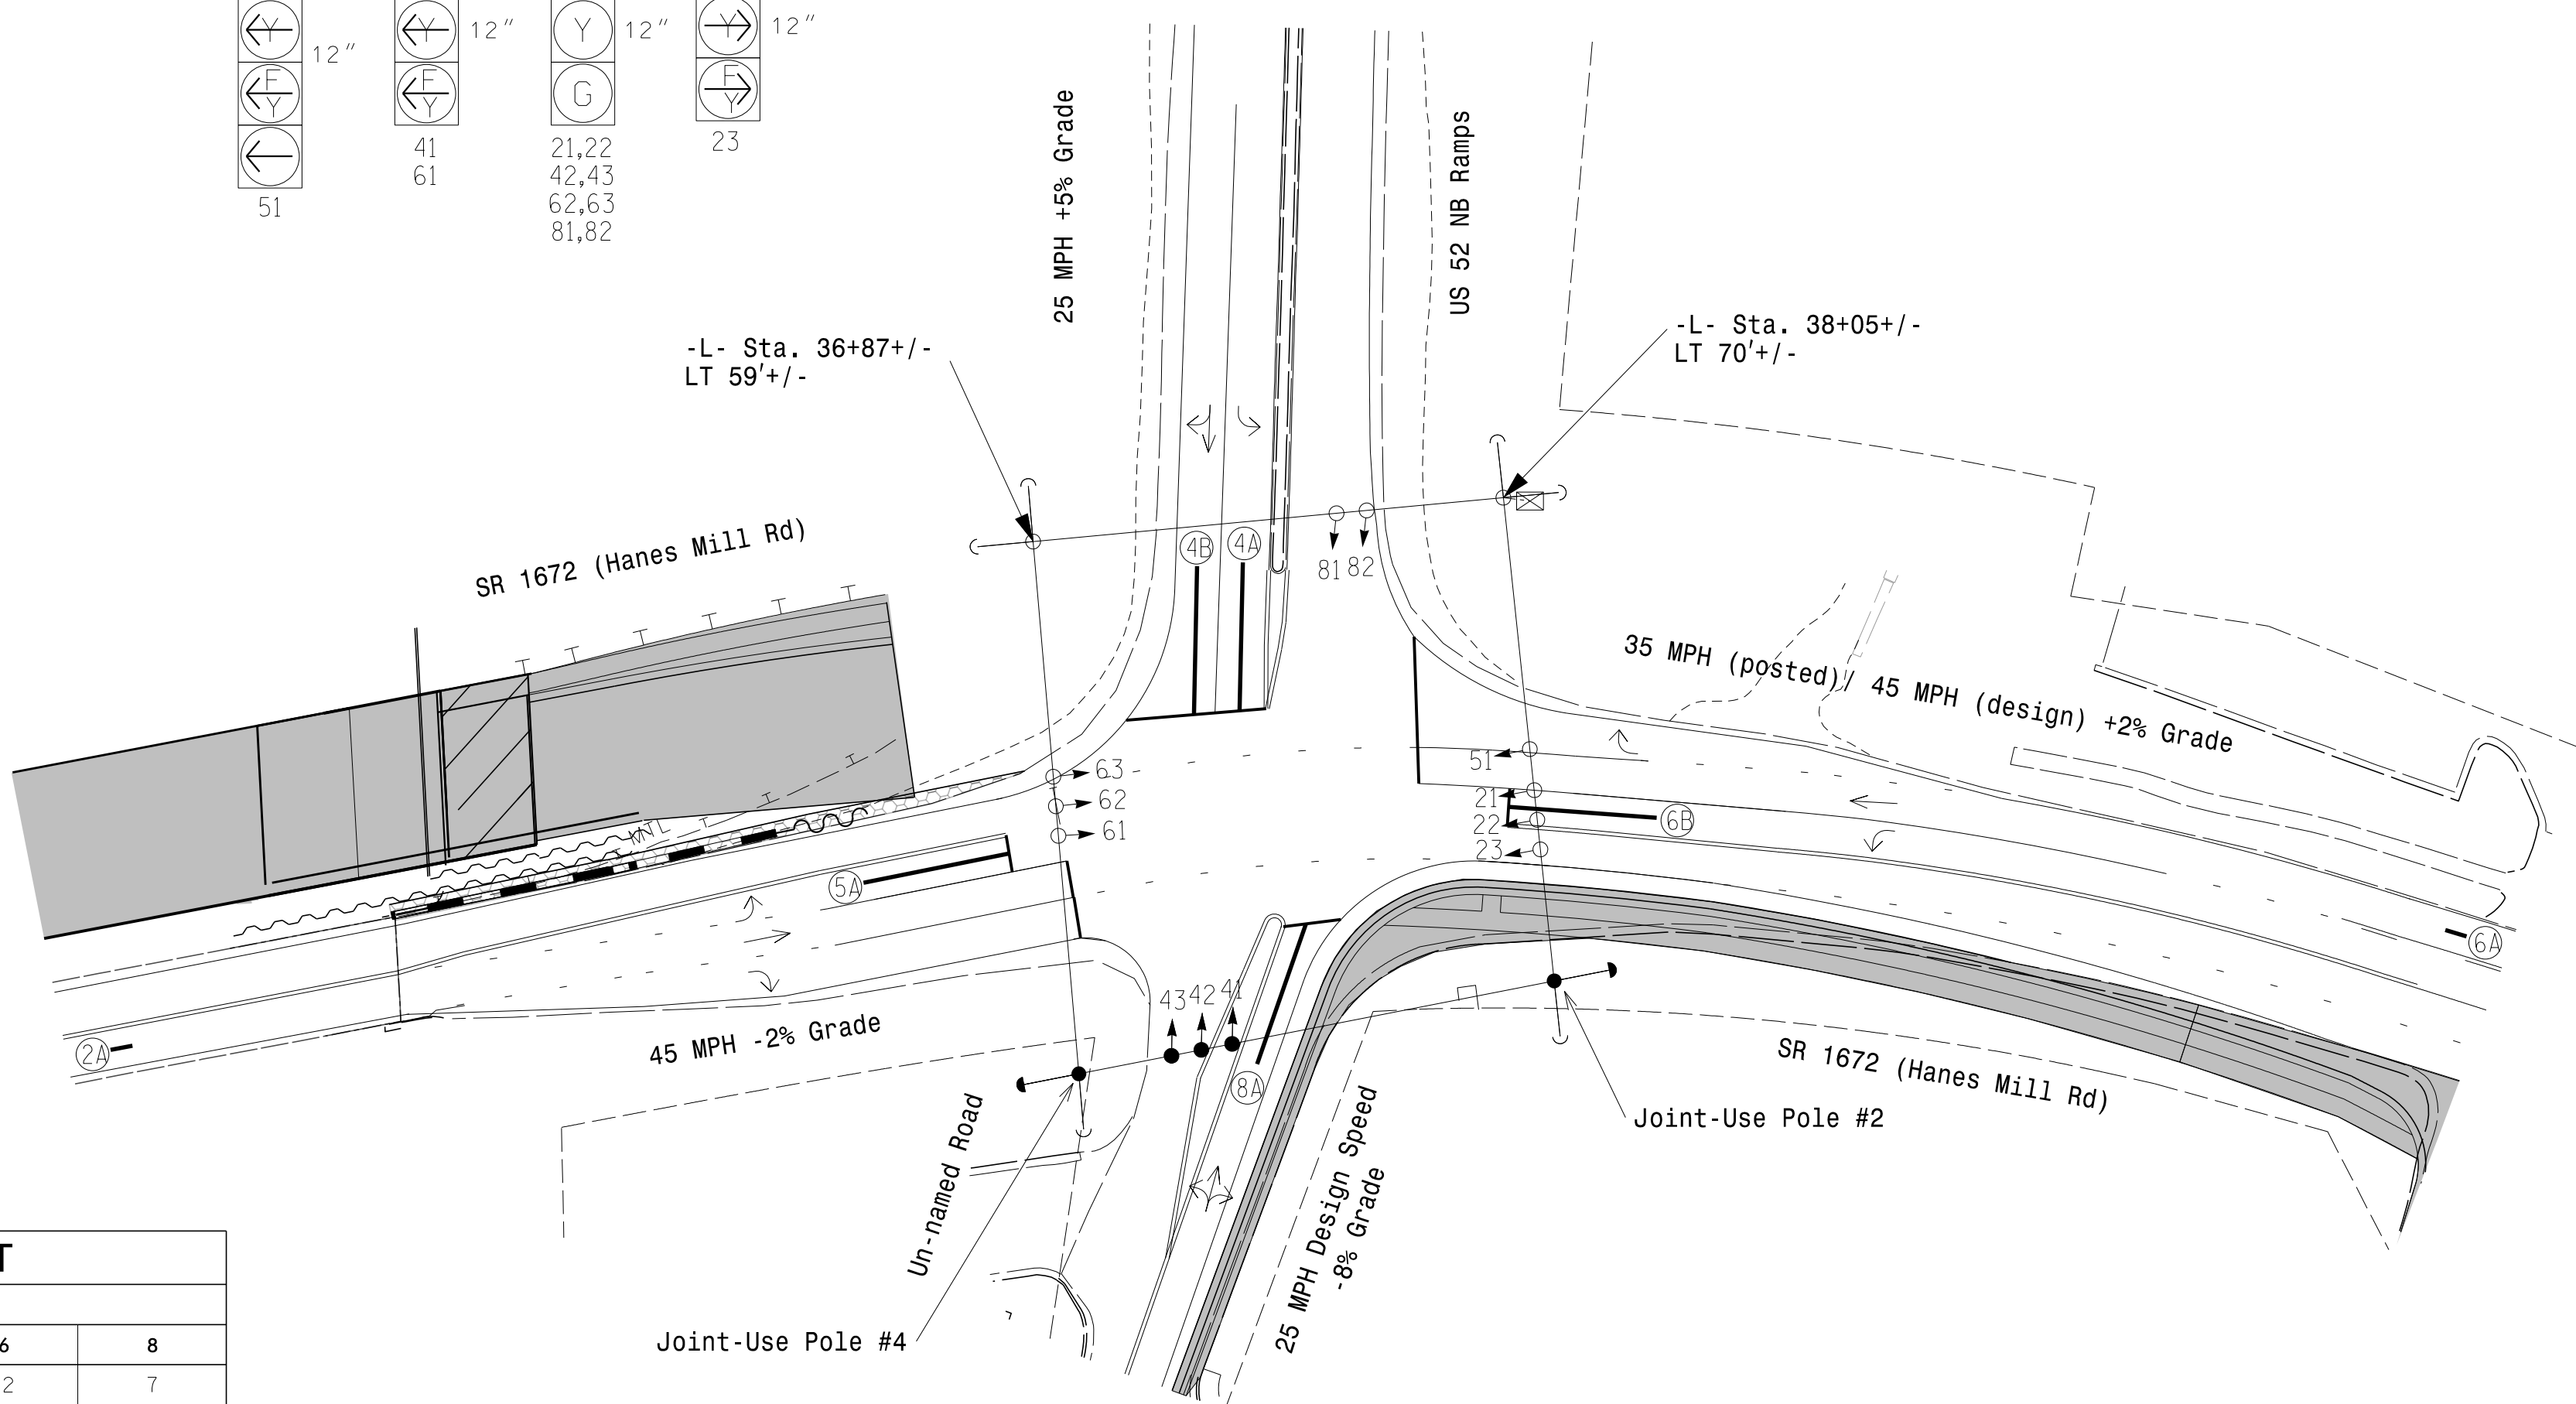 Y
F
Y
12"
51
Y
F
Y
12"
41
61
Y
G
12"
21,22
42,43
62,63
81,82
Y
F
Y
12"
23
25 MPH +5% Grade
US 52 NB Ramps
-L- Sta. 36+87+/-
LT 59'+/-
-L- Sta. 38+05+/-
LT 70'+/-
SR 1672 (Hanes Mill Rd)
4B
4A
81
82
35 MPH (posted)/ 45 MPH (design) +2% Grade
63
62
61
51
21
22
23
6B
5A
6A
2A
43
42
41
8A
45 MPH -2% Grade
SR 1672 (Hanes Mill Rd)
Un-named Road
25 MPH Design Speed
-8% Grade
Joint-Use Pole #2
Joint-Use Pole #4
T
6
8
2
7